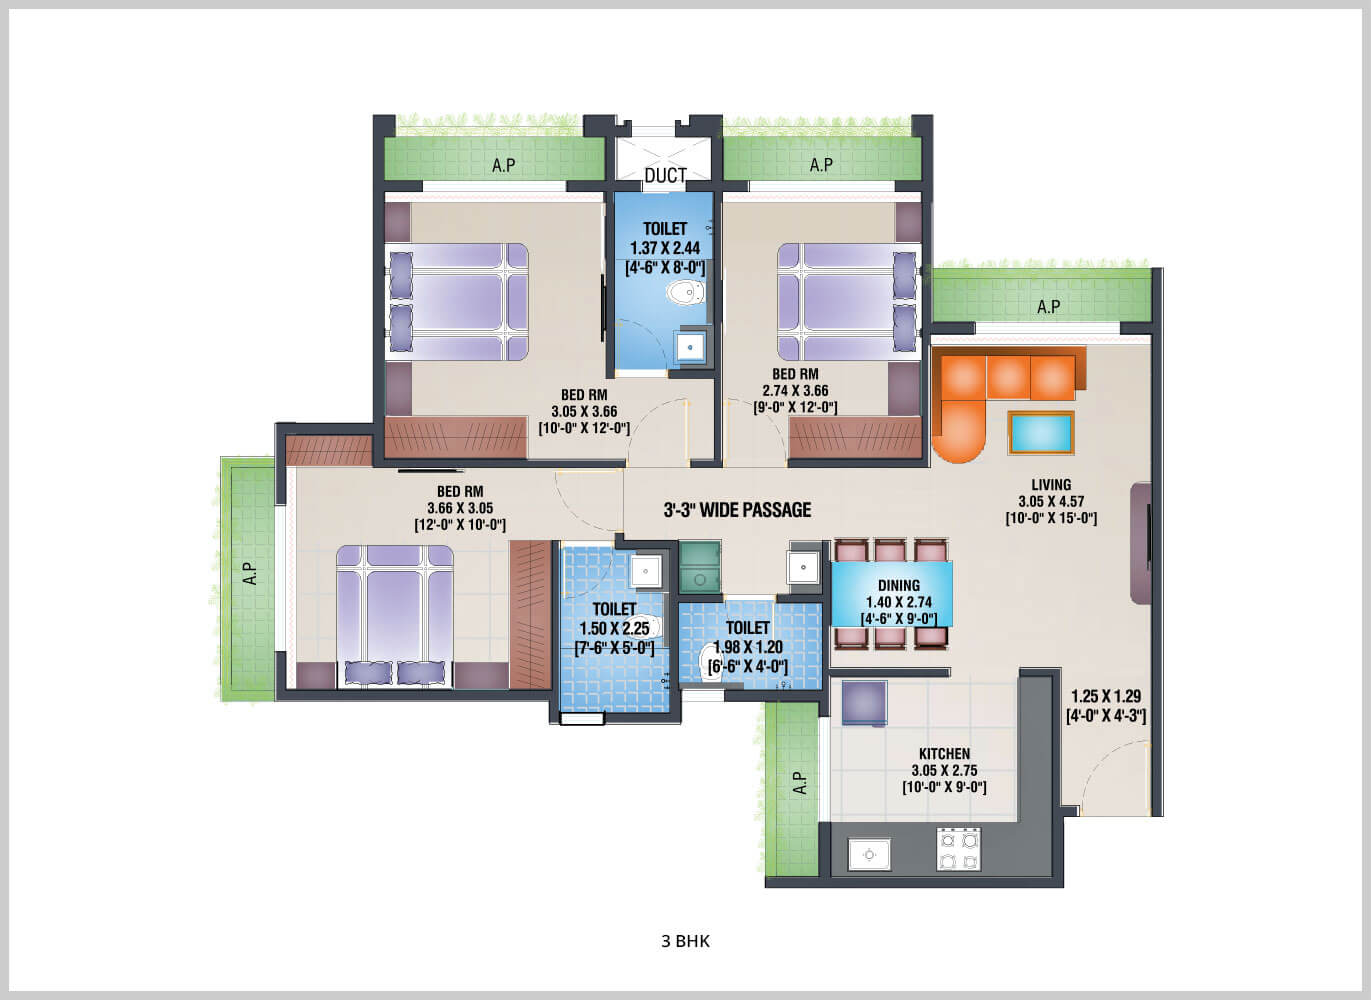 A.P
DUCT
A.P
TOILET
1.37 X 2.44
[4'-6" X 8'-0"]
A.P
BED RM
3.05 X 3.66
[10'-0" X 12'-0"]
BED RM
2.74 X 3.66
[9'-0" X 12'-0"]
BED RM
3.66 X 3.05
[12'-0" X 10'-0"]
3'-3" WIDE PASSAGE
LIVING
3.05 X 4.57
[10'-0" X 15'-0"]
A.P
TOILET
1.50 X 2.25
[7'-6" X 5'-0"]
TOILET
1.98 X 1.20
[6'-6" X 4'-0"]
DINING
1.40 X 2.74
[4'-6" X 9'-0"]
1.25 X 1.29
[4'-0" X 4'-3"]
A.P
KITCHEN
3.05 X 2.75
[10'-0" X 9'-0"]
3 BHK